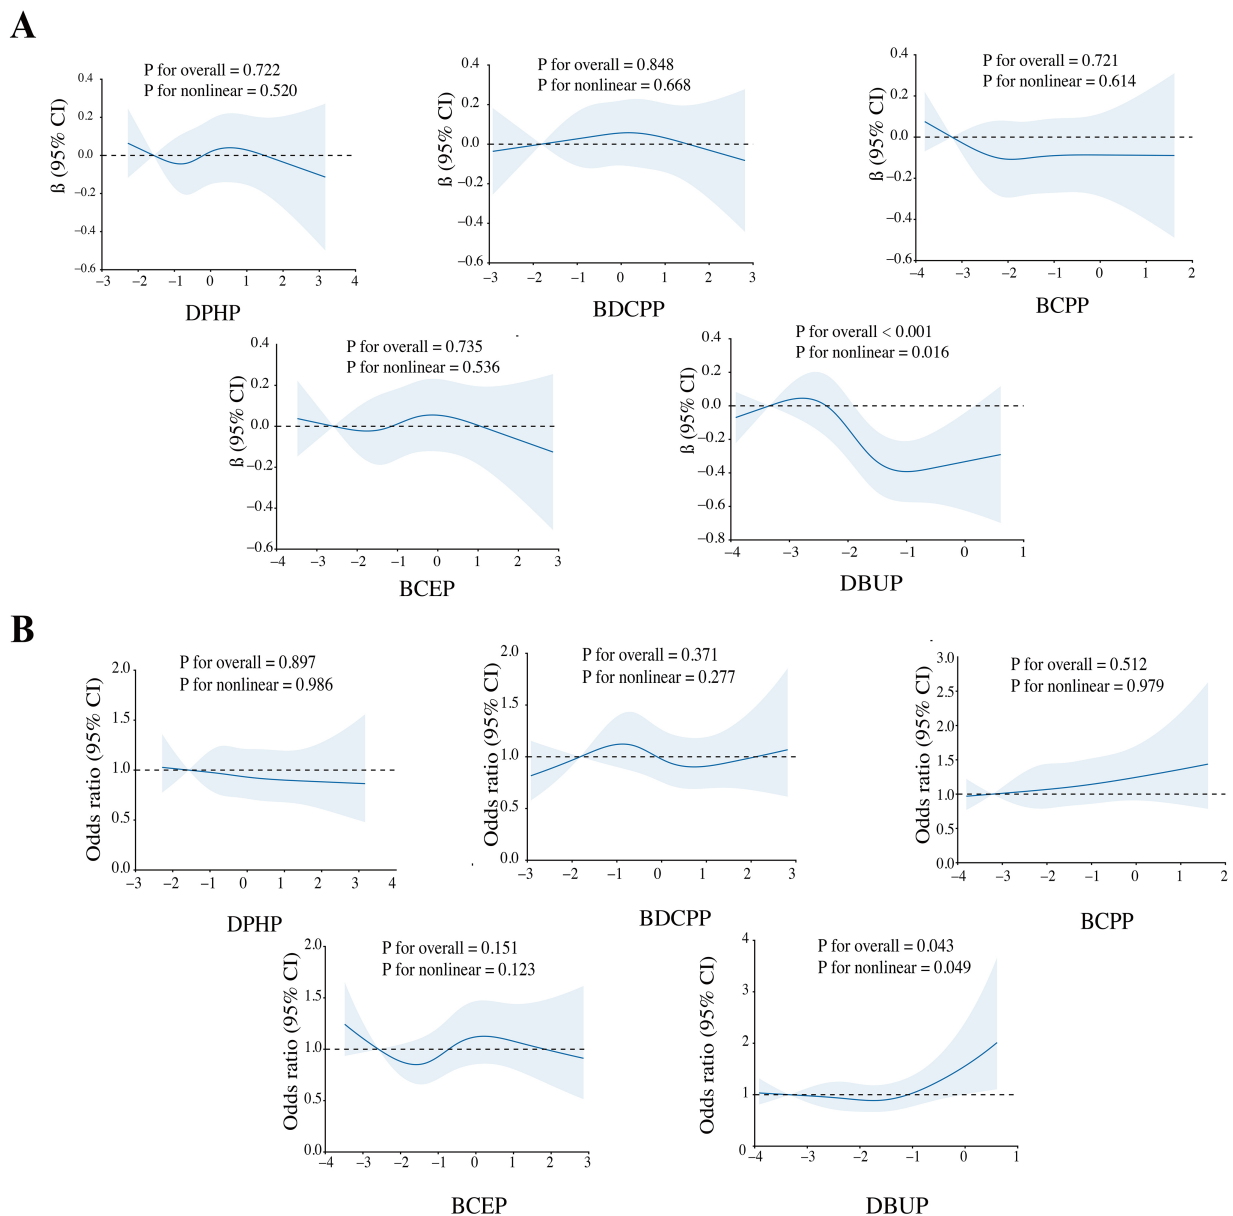 A
P for overall = 0.722
P for nonlinear = 0.520
ß (95% CI)
0.4
0.2
0.0
−0.2
−0.4
−0.6
−3 −2 −1 0 1 2 3 4
DPHP
P for overall = 0.848
P for nonlinear = 0.668
ß (95% CI)
0.4
0.2
0.0
−0.2
−0.4
−0.6
−3 −2 −1 0 1 2 3
BDCPP
P for overall = 0.721
P for nonlinear = 0.614
ß (95% CI)
0.4
0.2
0.0
−0.2
−0.4
−0.6
−4 −3 −2 −1 0 1 2
BCPP
P for overall = 0.735
P for nonlinear = 0.536
ß (95% CI)
0.4
0.2
0.0
−0.2
−0.4
−0.6
−4 −3 −2 −1 0 1 2 3
BCEP
P for overall < 0.001
P for nonlinear = 0.016
ß (95% CI)
0.4
0.2
0.0
−0.2
−0.4
−0.6
−0.8
−4 −3 −2 −1 0 1
DBUP
B
P for overall = 0.897
P for nonlinear = 0.986
Odds ratio (95% CI)
2.0
1.5
1.0
0.5
0.0
−3 −2 −1 0 1 2 3 4
DPHP
P for overall = 0.371
P for nonlinear = 0.277
Odds ratio (95% CI)
2.0
1.5
1.0
0.5
0.0
−3 −2 −1 0 1 2 3
BDCPP
P for overall = 0.512
P for nonlinear = 0.979
Odds ratio (95% CI)
3.0
2.5
2.0
1.5
1.0
0.5
0.0
−4 −3 −2 −1 0 1 2
BCPP
P for overall = 0.151
P for nonlinear = 0.123
Odds ratio (95% CI)
2.0
1.5
1.0
0.5
0.0
−4 −3 −2 −1 0 1 2 3
BCEP
P for overall = 0.043
P for nonlinear = 0.049
Odds ratio (95% CI)
4
3
2
1
0
−4 −3 −2 −1 0 1
DBUP